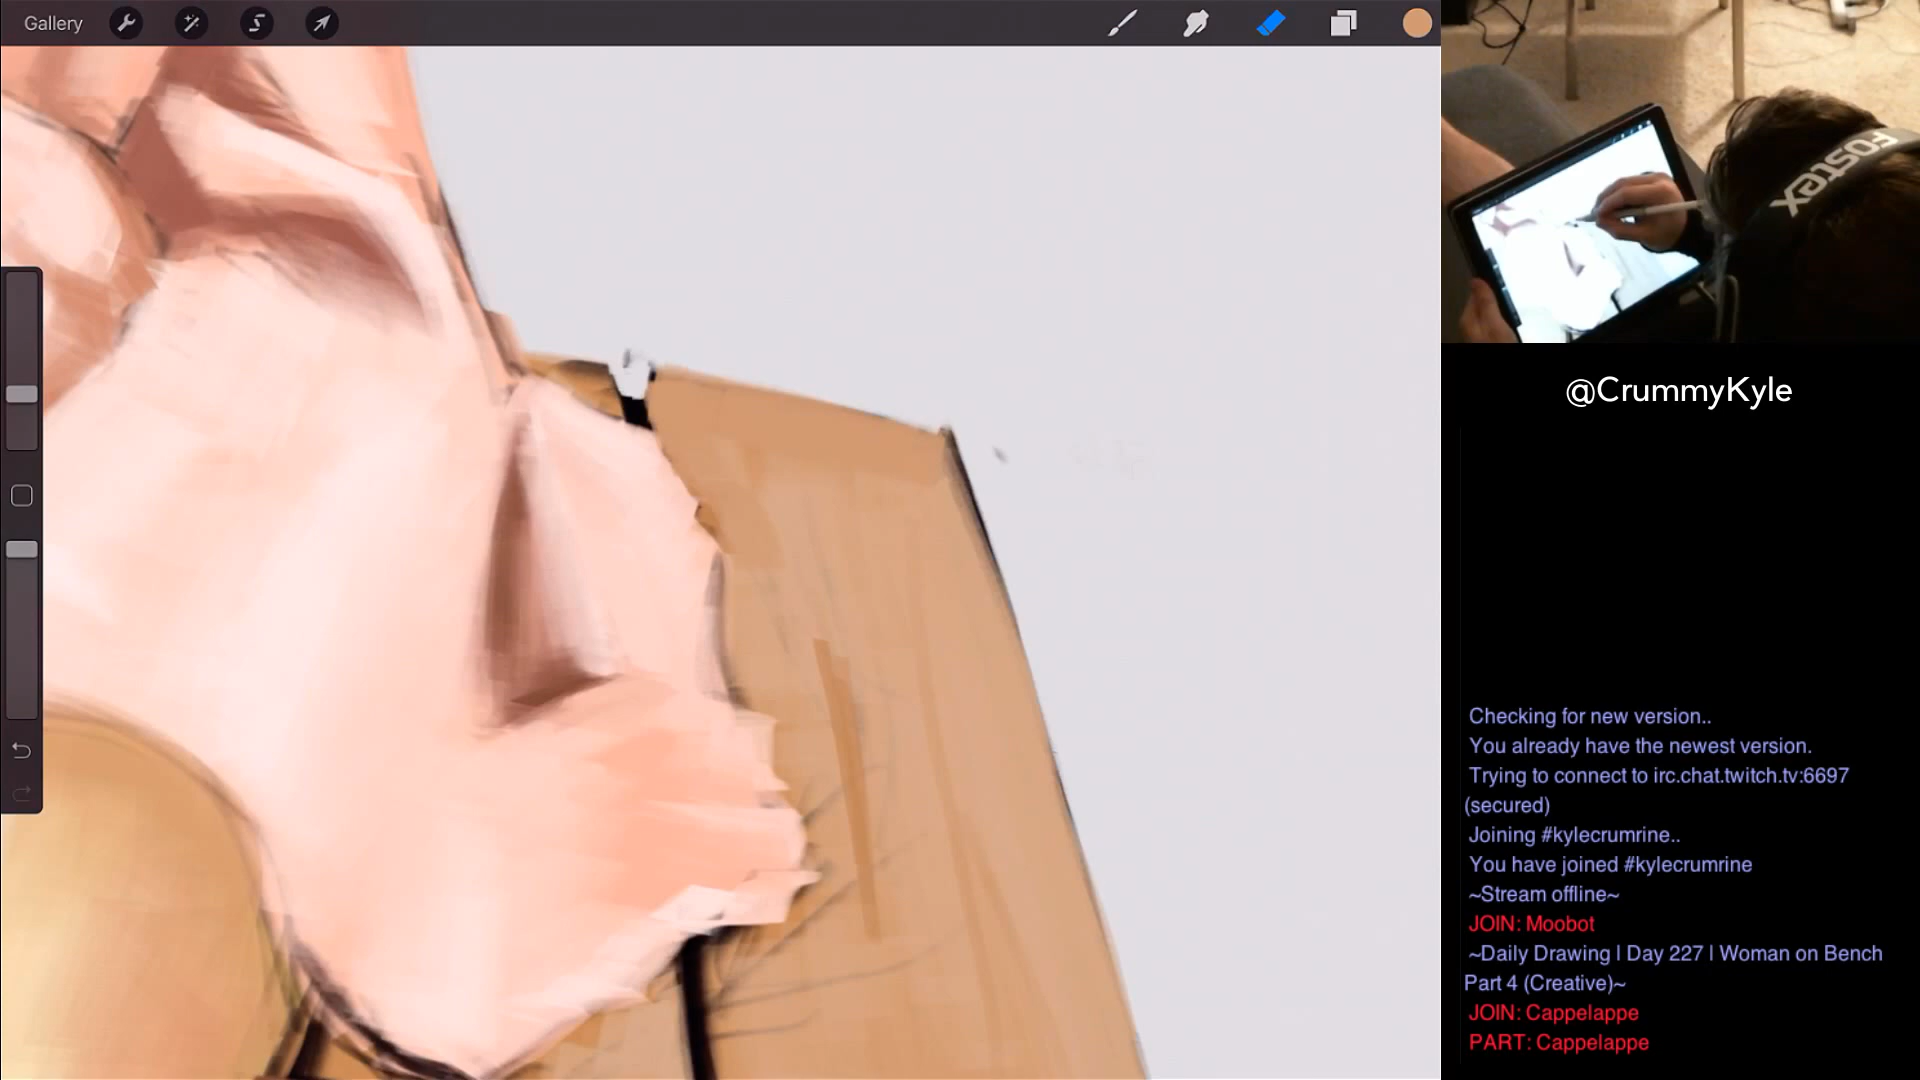 Gallery
Fostex
@CrummyKyle
Checking for new version..
You already have the newest version.
Trying to connect to irc.chat.twitch.tv:6697
(secured)
Joining #kylecrumrine..
You have joined #kylecrumrine
~Stream offline~
JOIN: Moobot
~Daily Drawing | Day 227 | Woman on Bench
Part 4 (Creative)~
JOIN: Cappelappe
PART: Cappelappe